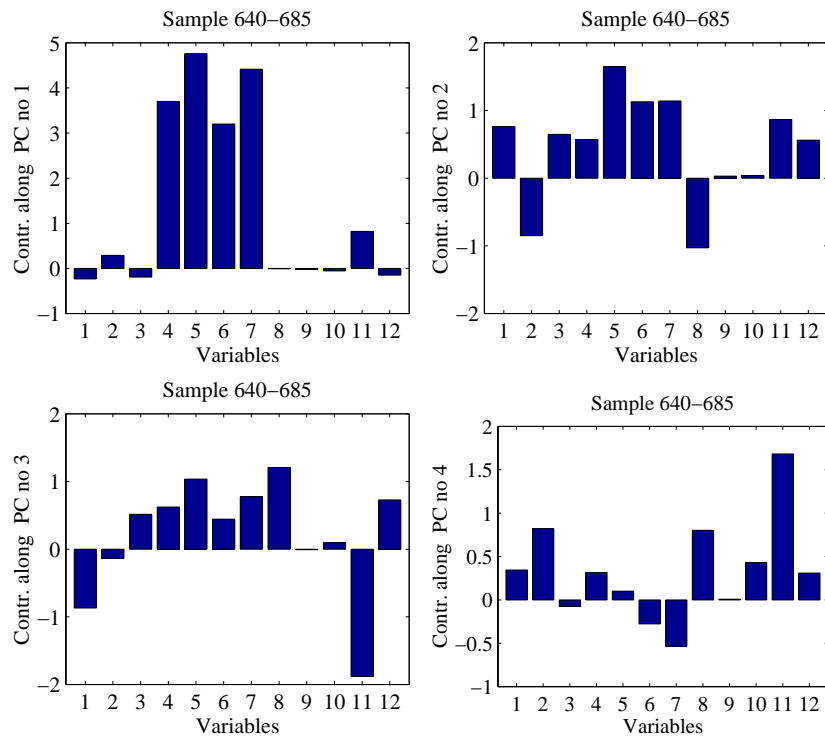 Sample 640−685
Contr. along PC no 1
5
4
3
2
1
0
−1
1 2 3 4 5 6 7 8 9 10 11 12
Variables
Sample 640−685
Contr. along PC no 2
2
1
0
−1
−2
1 2 3 4 5 6 7 8 9 10 11 12
Variables
Sample 640−685
Contr. along PC no 3
2
1
0
−1
−2
1 2 3 4 5 6 7 8 9 10 11 12
Variables
Sample 640−685
Contr. along PC no 4
2
1.5
1
0.5
0
−0.5
−1
1 2 3 4 5 6 7 8 9 10 11 12
Variables